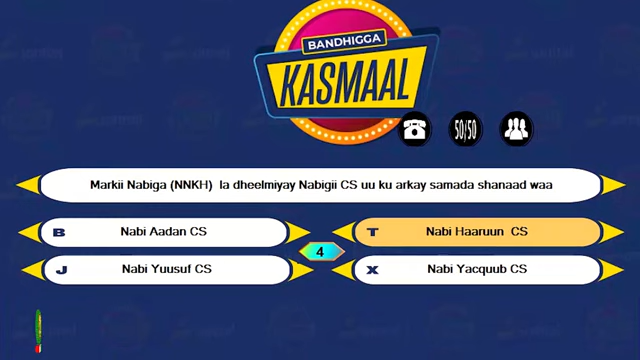 BANDHIGGA
KASMAAL
50/50
Markii Nabiga (NNKH) la dheelmiyay Nabigii CS uu ku arkay samada shanaad waa
B Nabi Aadan CS
T Nabi Haaruun CS
4
J Nabi Yuusuf CS
X Nabi Yacquub CS